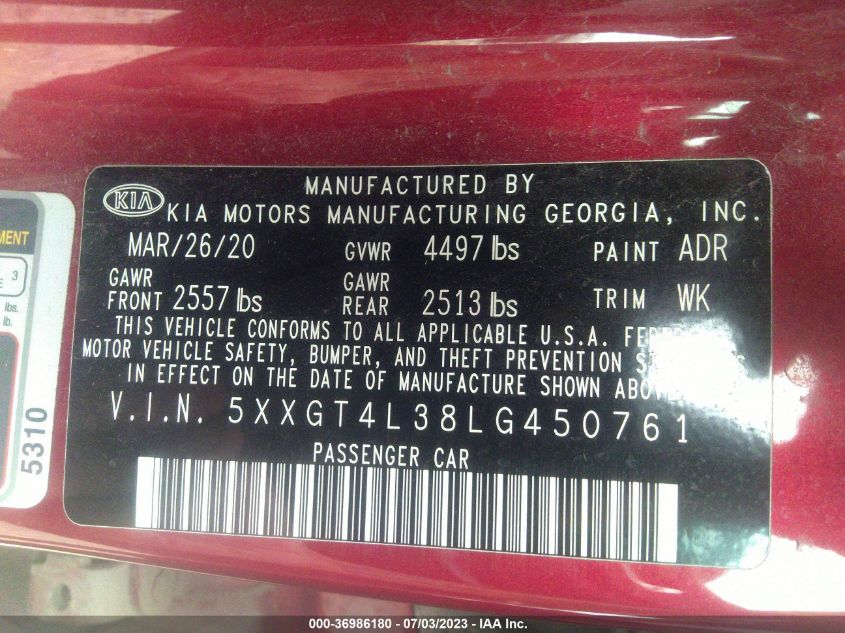 MANUFACTURED BY
KIA
KIA MOTORS MANUFACTURING GEORGIA, INC.
MAR/26/20 GVWR 4497 lbs PAINT ADR
GAWR FRONT 2557 lbs GAWR REAR 2513 lbs TRIM WK
THIS VEHICLE CONFORMS TO ALL APPLICABLE U.S.A.
MOTOR VEHICLE SAFETY, BUMPER, AND THEFT PREVENTION
IN EFFECT ON THE DATE OF MANUFACTURE SHOWN
V.I.N. 5XXGT4L38LG450761
PASSENGER CAR
MENT
3
E
lbs.
lb.
5310
000-36986180 - 07/03/2023 - IAA Inc.